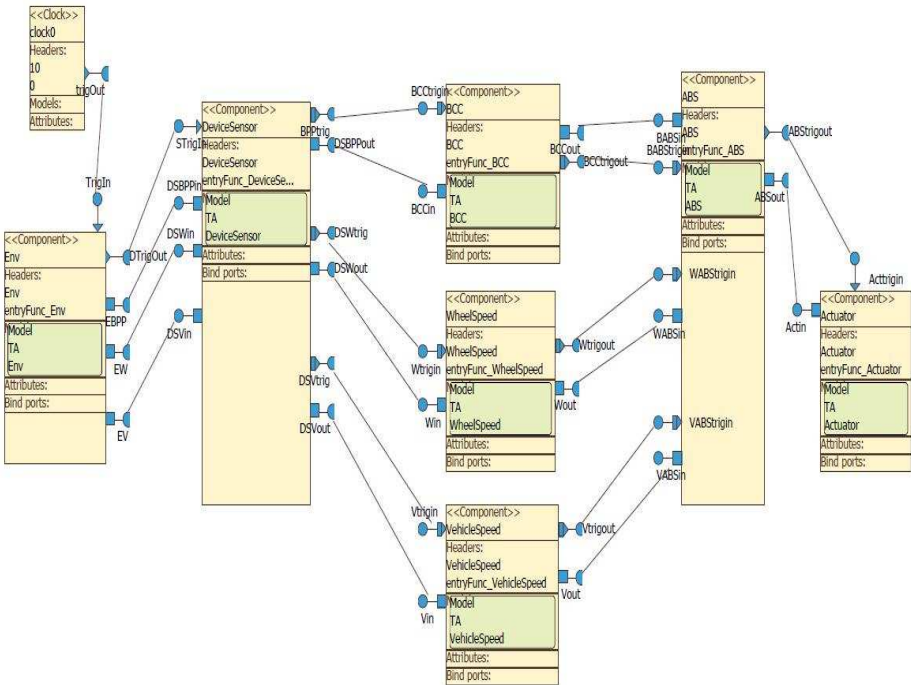 <<Clock>>
clock0
Headers:
10
0
Models:
Attributes:
trigOut
TrigIn
<<Component>>
Env
Headers:
Env
entryFunc_Env
Model
TA
Env
Attributes:
Bind ports:
DTrigOut
EBPP
EW
EV
STrigIn
DSBPPin
DSWin
DSVin
<<Component>>
DeviceSensor
Headers:
DeviceSensor
entryFunc_DeviceSe...
Model
TA
DeviceSensor
Attributes:
Bind ports:
BPPtrig
DSBPPout
DSWtrig
DSWout
DSVtrig
DSVout
BCCtrigin
BCCin
<<Component>>
BCC
Headers:
BCC
entryFunc_BCC
Model
TA
BCC
Attributes:
Bind ports:
BCCout
BCCtrigout
Wtrigin
Win
<<Component>>
WheelSpeed
Headers:
WheelSpeed
entryFunc_WheelSpeed
Model
TA
WheelSpeed
Attributes:
Bind ports:
Wtrigout
Wout
Vtrigin
Vin
<<Component>>
VehicleSpeed
Headers:
VehicleSpeed
entryFunc_VehicleSpeed
Model
TA
VehicleSpeed
Attributes:
Bind ports:
Vtrigout
Vout
BABSin
BABStrigin
<<Component>>
ABS
Headers:
ABS
entryFunc_ABS
Model
TA
ABS
Attributes:
Bind ports:
WABStrigin
WABSin
VABStrigin
VABSin
ABStrigout
ABSout
Acttrigin
Actin
<<Component>>
Actuator
Headers:
Actuator
entryFunc_Actuator
Model
TA
Actuator
Attributes:
Bind ports: